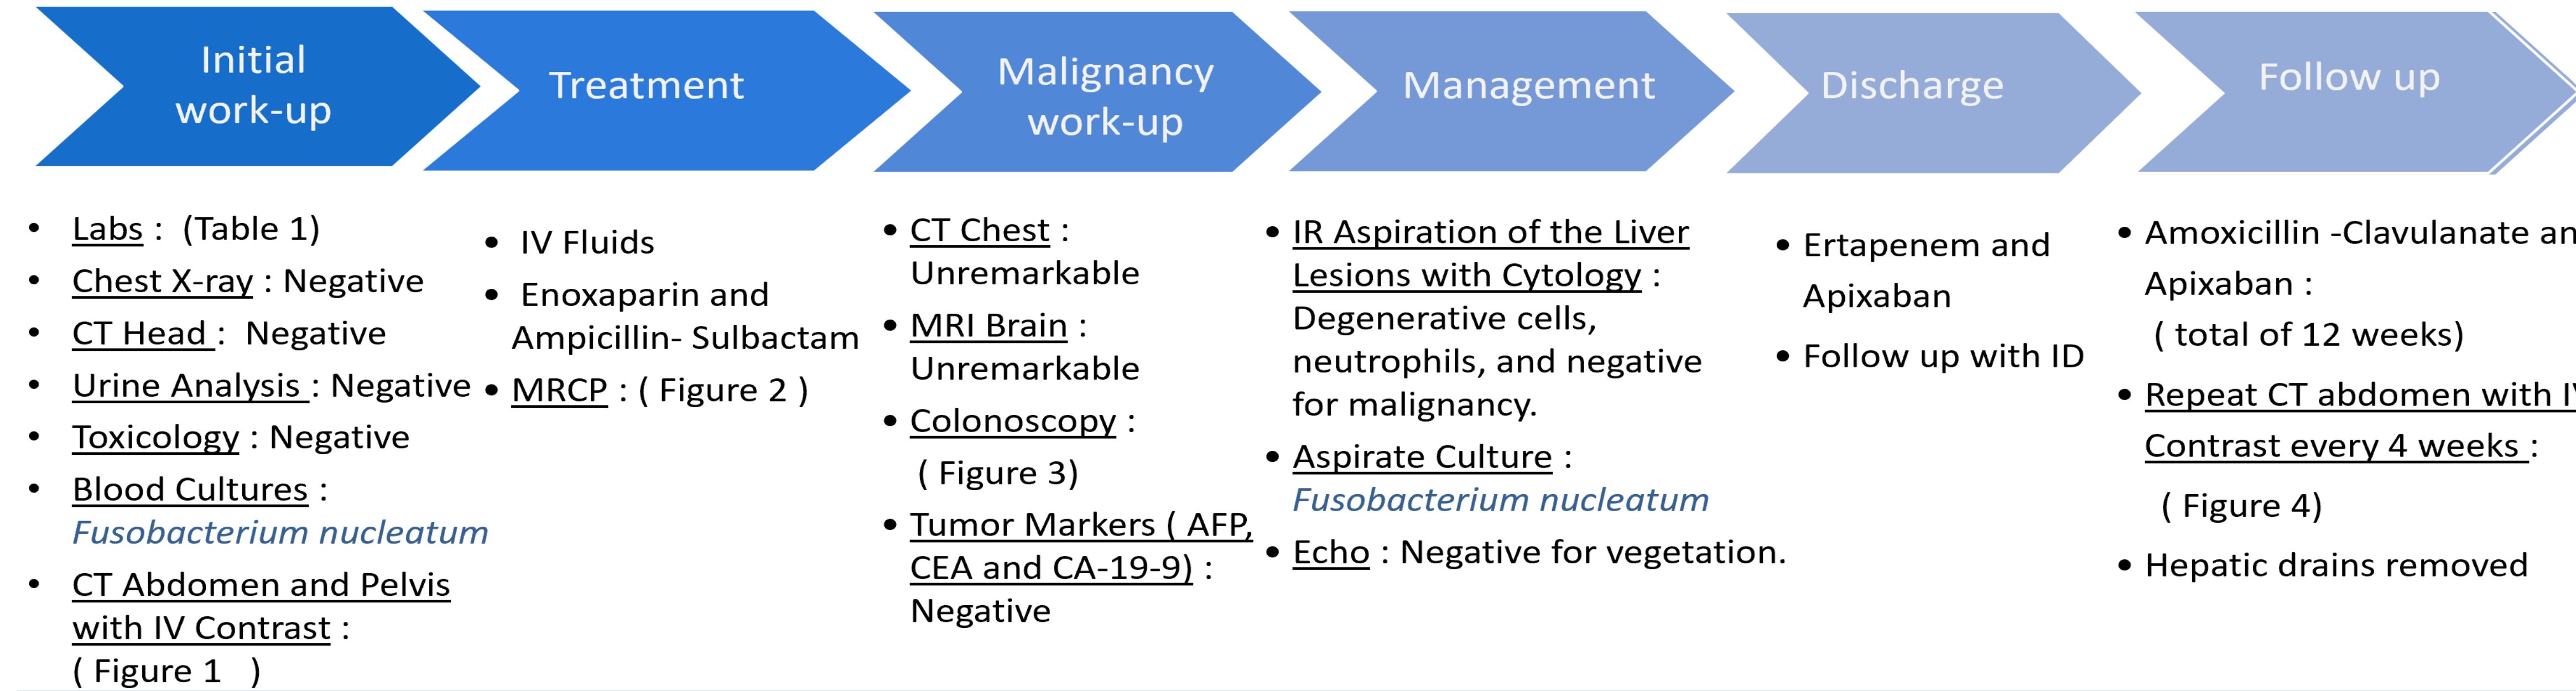 Initial
work-up
Treatment
Malignancy
work-up
Management
Discharge
Follow up
• Labs : (Table 1)
• Chest X-ray : Negative
• CT Head : Negative
• Urine Analysis : Negative
• Toxicology : Negative
• Blood Cultures :
Fusobacterium nucleatum
• CT Abdomen and Pelvis
with IV Contrast :
( Figure 1 )
• IV Fluids
• Enoxaparin and
Ampicillin- Sulbactam
• MRCP : ( Figure 2 )
• CT Chest :
Unremarkable
• MRI Brain :
Unremarkable
• Colonoscopy :
( Figure 3)
• Tumor Markers ( AFP,
CEA and CA-19-9) :
Negative
• IR Aspiration of the Liver
Lesions with Cytology :
Degenerative cells,
neutrophils, and negative
for malignancy.
• Aspirate Culture :
Fusobacterium nucleatum
• Echo : Negative for vegetation.
• Ertapenem and
Apixaban
• Follow up with ID
• Amoxicillin -Clavulanate an
Apixaban :
( total of 12 weeks)
• Repeat CT abdomen with
Contrast every 4 weeks :
( Figure 4)
• Hepatic drains removed